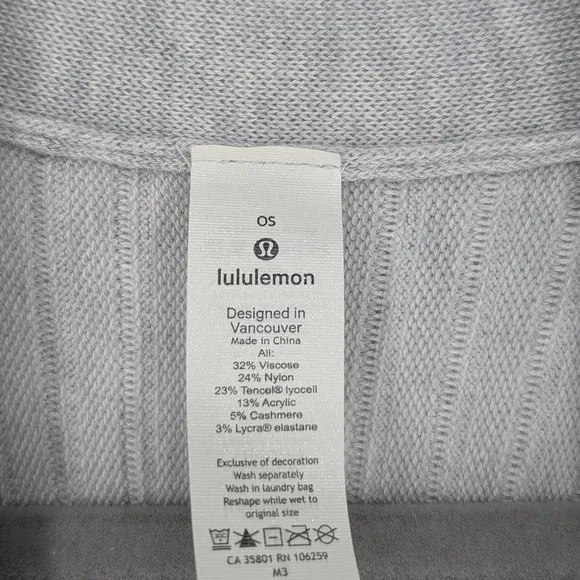 OS
lululemon
Designed in
Vancouver
Made in China
All:
32% Viscose
24% Nylon
23% Tencel® lyocell
13% Acrylic
5% Cashmere
3% Lycra® elastane
Exclusive of decoration
Wash separately
Wash in laundry bag
Reshape while wet to
original size
CA 35801 RN 106259
M3